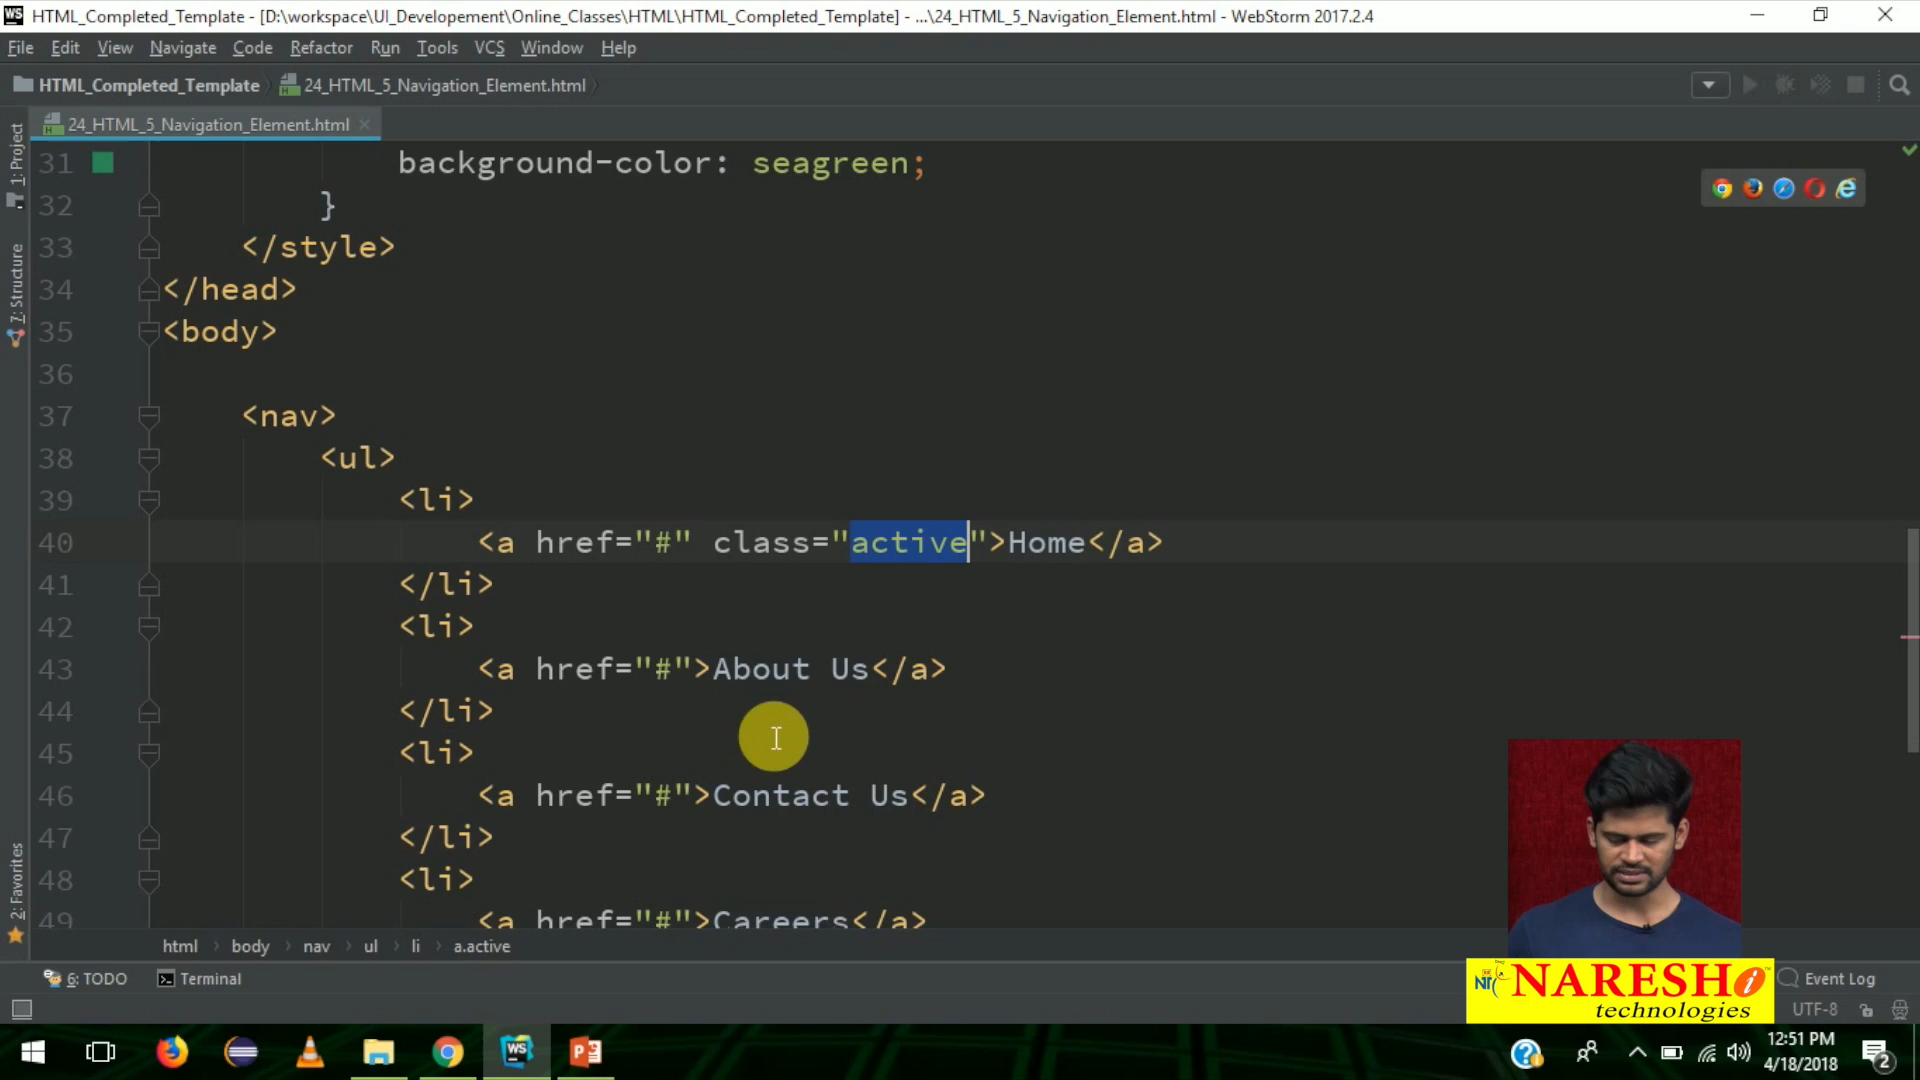 HTML_Completed_Template - [D:\workspace\UI_Developement\Online_Classes\HTML\HTML_Completed_Template] - ...\24_HTML_5_Navigation_Element.html - WebStorm 2017.2.4
File Edit View Navigate Code Refactor Run Tools VCS Window Help
HTML_Completed_Template 24_HTML_5_Navigation_Element.html
24_HTML_5_Navigation_Element.html
1: Project
7: Structure
2: Favorites
31 background-color: seagreen;
32 }
33 </style>
34 </head>
35 <body>
36
37 <nav>
38 <ul>
39 <li>
40 <a href="#" class="active">Home</a>
41 </li>
42 <li>
43 <a href="#">About Us</a>
44 </li>
45 <li>
46 <a href="#">Contact Us</a>
47 </li>
48 <li>
49 <a href="#">Careers</a>
html body nav ul li a.active
6: TODO Terminal Event Log
UTF-8
NARESH i
technologies
12:51 PM
4/18/2018
2